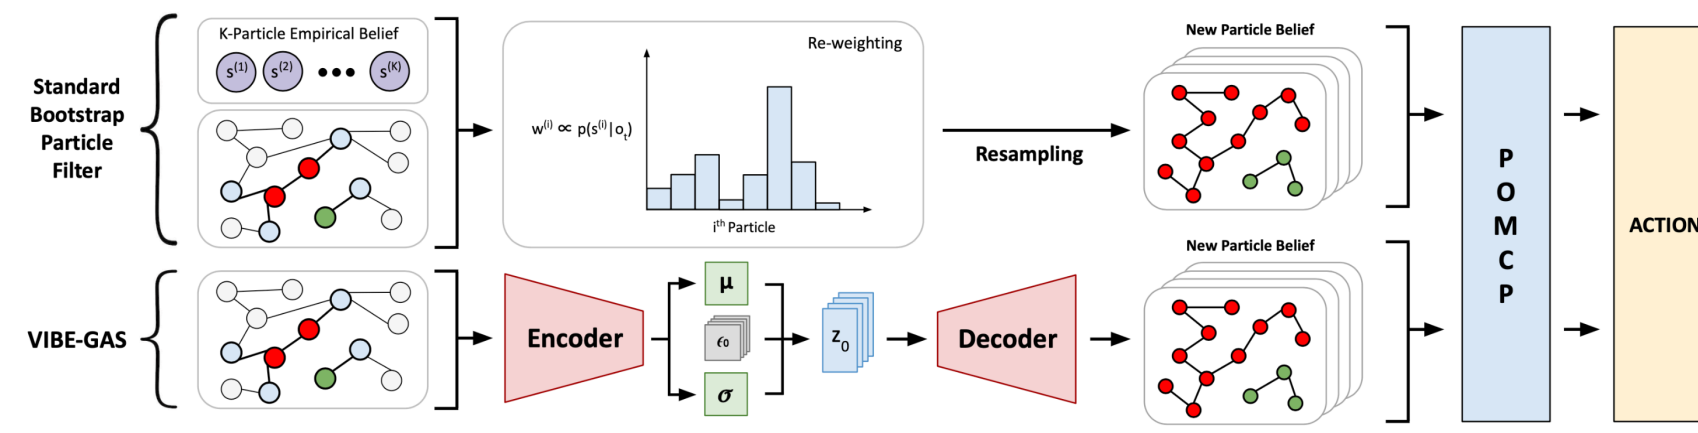 Standard
Bootstrap
Particle
Filter
K-Particle Empirical Belief
s(1) s(2) ••• s(K)
Re-weighting
w(i) ∝ p(s(i)|ot)
ith Particle
Resampling
New Particle Belief
VIBE-GAS
Encoder
μ
ϵ0
σ
z0
Decoder
New Particle Belief
P
O
M
C
P
ACTION